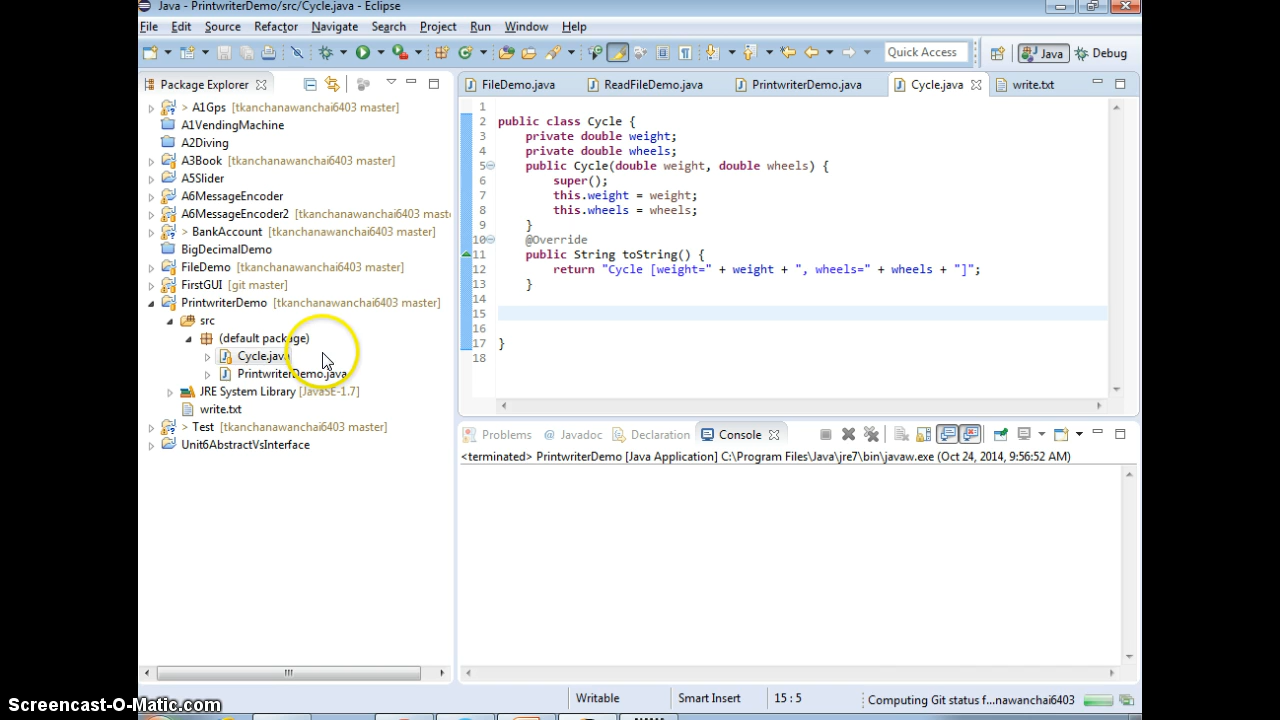 Java - PrintwriterDemo/src/Cycle.java - Eclipse
File Edit Source Refactor Navigate Search Project Run Window Help
Quick Access Java Debug
Package Explorer
FileDemo.java ReadFileDemo.java PrintwriterDemo.java Cycle.java write.txt
> A1Gps [tkanchanawanchai6403 master]
A1VendingMachine
A2Diving
A3Book [tkanchanawanchai6403 master]
A5Slider
A6MessageEncoder
A6MessageEncoder2 [tkanchanawanchai6403 mast
> BankAccount [tkanchanawanchai6403 master]
BigDecimalDemo
FileDemo [tkanchanawanchai6403 master]
FirstGUI [git master]
PrintwriterDemo [tkanchanawanchai6403 master]
src
(default package)
Cycle.java
PrintwriterDemo.java
JRE System Library [JavaSE-1.7]
write.txt
> Test [tkanchanawanchai6403 master]
Unit6AbstractVsInterface
1
2 public class Cycle {
3 private double weight;
4 private double wheels;
5 public Cycle(double weight, double wheels) {
6 super();
7 this.weight = weight;
8 this.wheels = wheels;
9 }
10 @Override
11 public String toString() {
12 return "Cycle [weight=" + weight + ", wheels=" + wheels + "]";
13 }
14
15
16
17 }
18
Problems Javadoc Declaration Console
<terminated> PrintwriterDemo [Java Application] C:\Program Files\Java\jre7\bin\javaw.exe (Oct 24, 2014, 9:56:52 AM)
Writable Smart Insert 15 : 5 Computing Git status f...nawanchai6403
Screencast-O-Matic.com